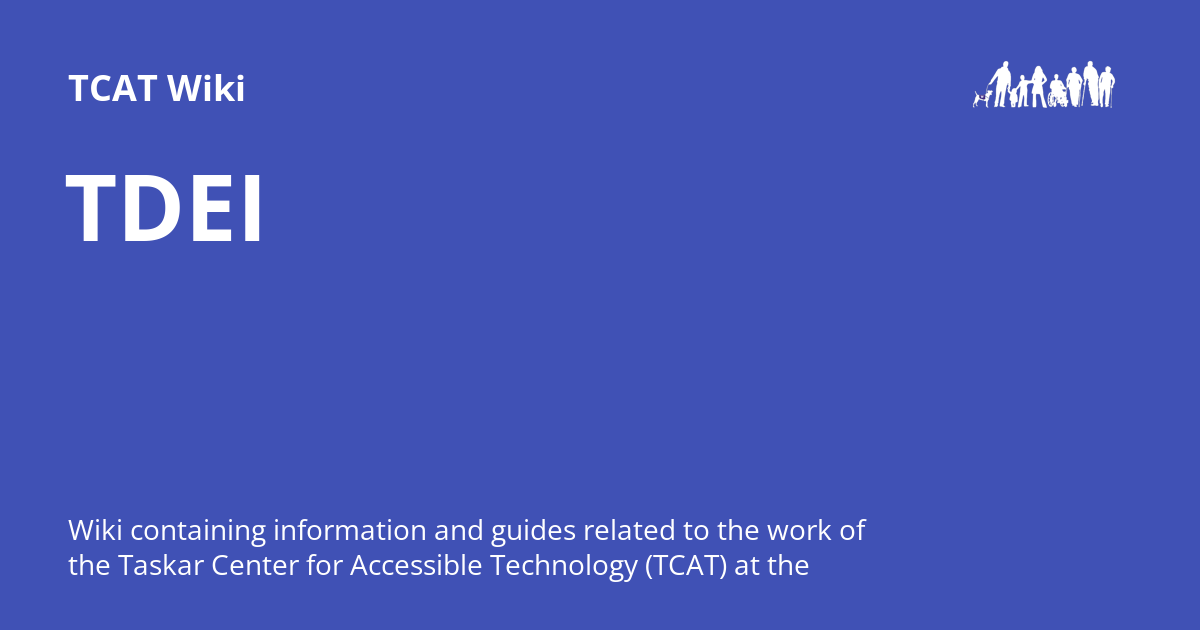 TCAT Wiki
TDEI
Wiki containing information and guides related to the work of
the Taskar Center for Accessible Technology (TCAT) at the